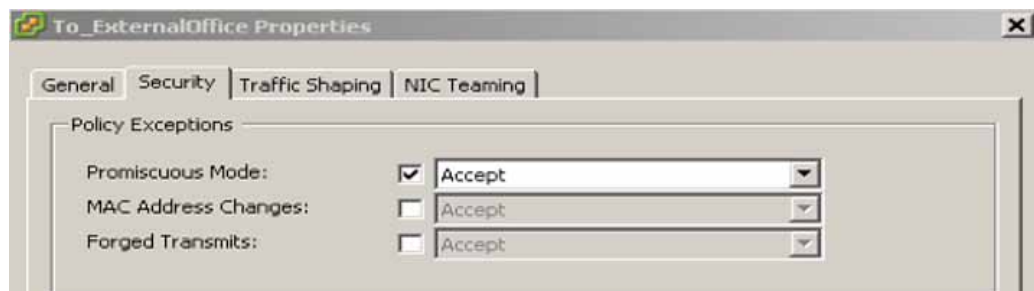 To_ExternalOffice Properties
General Security Traffic Shaping NIC Teaming
Policy Exceptions
Promiscuous Mode: Accept
MAC Address Changes: Accept
Forged Transmits: Accept